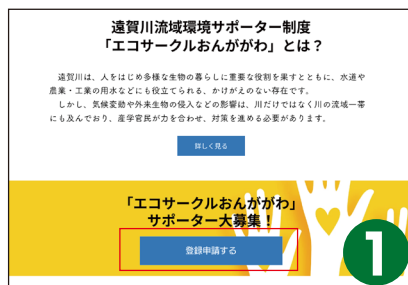 遠賀川流域環境サポーター制度
「エコサークルおんががわ」とは？
遠賀川は、人をはじめ多様な生物の暮らしに重要な役割を果すとともに、水道や
農業・工業の用水などにも役立てられる、かけがえのない存在です。
しかし、気候変動や外来生物の侵入などの影響は、川だけではなく川の流域一帯
にも及んでおり、産学官民が力を合わせ、対策を進める必要があります。
詳しく見る
「エコサークルおんががわ」
サポーター大募集！
登録申請する
1